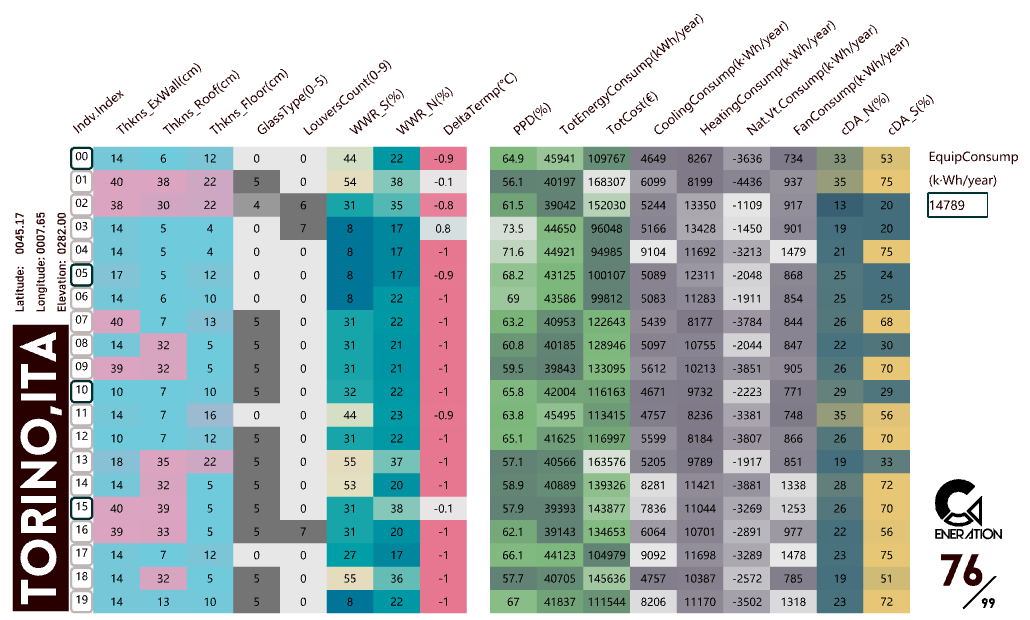 Indv.Index Thkns_ExWall(cm) Thkns_Roof(cm) Thkns_Floor(cm) GlassType(0-5) LouversCount(0-9) WWR_S(%) WWR_N(%) DeltaTermp(°C) PPD(%) TotEnergyConsump(kWh/year) TotCost(€) CoolingConsump(k·Wh/year) HeatingConsump(k·Wh/year) Nat.Vt.Consump(k·Wh/year) FanConsump(k·Wh/year) cDA_N(%) cDA_S(%)
00 14 6 12 0 0 44 22 -0.9 64.9 45941 109767 4649 8267 -3636 734 33 53
01 40 38 22 5 0 54 38 -0.1 56.1 40197 168307 6099 8199 -4436 937 35 75
02 38 30 22 4 6 31 35 -0.8 61.5 39042 152030 5244 13350 -1109 917 13 20
03 14 5 4 0 7 8 17 0.8 73.5 44650 96048 5166 13428 -1450 901 19 20
04 14 5 4 0 0 8 17 -1 71.6 44921 94985 9104 11692 -3213 1479 21 75
05 17 5 12 0 0 8 17 -0.9 68.2 43125 100107 5089 12311 -2048 868 25 24
06 14 6 10 0 0 8 22 -1 69 43586 99812 5083 11283 -1911 854 25 25
07 40 7 13 5 0 31 22 -1 63.2 40953 122643 5439 8177 -3784 844 26 68
08 14 32 5 5 0 31 21 -1 60.8 40185 128946 5097 10755 -2044 847 22 30
09 39 32 5 5 0 31 21 -1 59.5 39843 133095 5612 10213 -3851 905 26 70
10 10 7 10 5 0 32 22 -1 65.8 42004 116163 4671 9732 -2223 771 29 29
11 14 7 16 0 0 44 23 -0.9 63.8 45495 113415 4757 8236 -3381 748 35 56
12 10 7 12 5 0 31 22 -1 65.1 41625 116997 5599 8184 -3807 866 26 70
13 18 35 22 5 0 55 37 -1 57.1 40566 163576 5205 9789 -1917 851 19 33
14 14 32 5 5 0 53 20 -1 58.9 40889 139326 8281 11421 -3881 1338 28 72
15 40 39 5 5 0 31 38 -0.1 57.9 39393 143877 7836 11044 -3269 1253 26 70
16 39 33 5 5 7 31 20 -1 62.1 39143 134653 6064 10701 -2891 977 22 56
17 14 7 12 0 0 27 17 -1 66.1 44123 104979 9092 11698 -3289 1478 23 75
18 14 32 5 5 0 55 36 -1 57.7 40705 145636 4757 10387 -2572 785 19 51
19 14 13 10 5 0 8 22 -1 67 41837 111544 8206 11170 -3502 1318 23 72
EquipConsump
(k·Wh/year)
14789
Latitude: 0045.17
Longitude: 0007.65
Elevation: 0282.00
TORINO,ITA
ENERATION
76/99